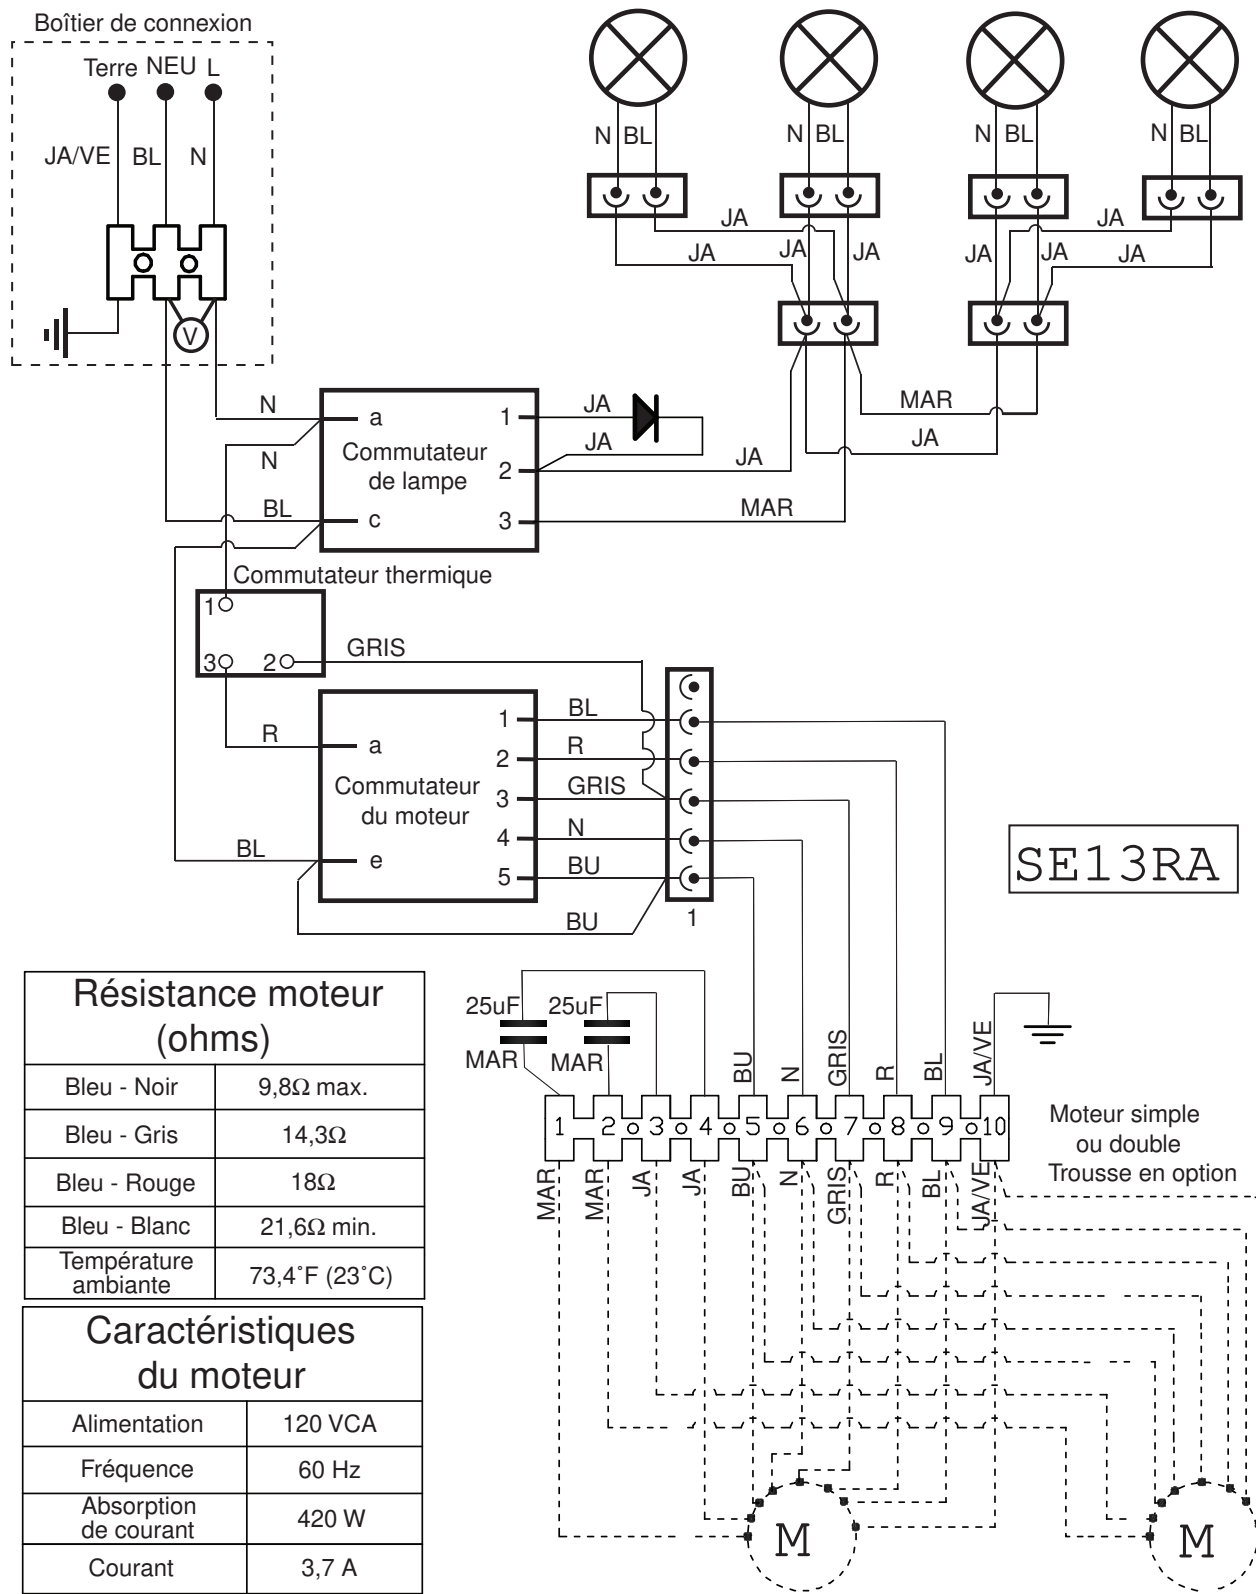 Boîtier de connexion
Terre NEU L
JA/VE BL N
V
N BL N BL N BL N BL
JA JA
JA JA JA JA JA JA
MAR
JA
N
N
BL
a 1
Commutateur
de lampe
2
c 3
JA
JA
JA
MAR
Commutateur thermique
1
3 2
GRIS
R
BL
a
Commutateur
du moteur
e
1 BL
2 R
3 GRIS
4 N
5 BU
BU
1
SE13RA
Résistance moteur
(ohms)
Bleu - Noir 9,8Ω max.
Bleu - Gris 14,3Ω
Bleu - Rouge 18Ω
Bleu - Blanc 21,6Ω min.
Température
ambiante 73,4˚F (23˚C)
Caractéristiques
du moteur
Alimentation 120 VCA
Fréquence 60 Hz
Absorption
de courant 420 W
Courant 3,7 A
25uF 25uF
MAR MAR
BU N GRIS R BL JA/VE
1 2 3 4 5 6 7 8 9 10
MAR MAR JA JA BU N GRIS R BL JA/VE
Moteur simple
ou double
Trousse en option
M M